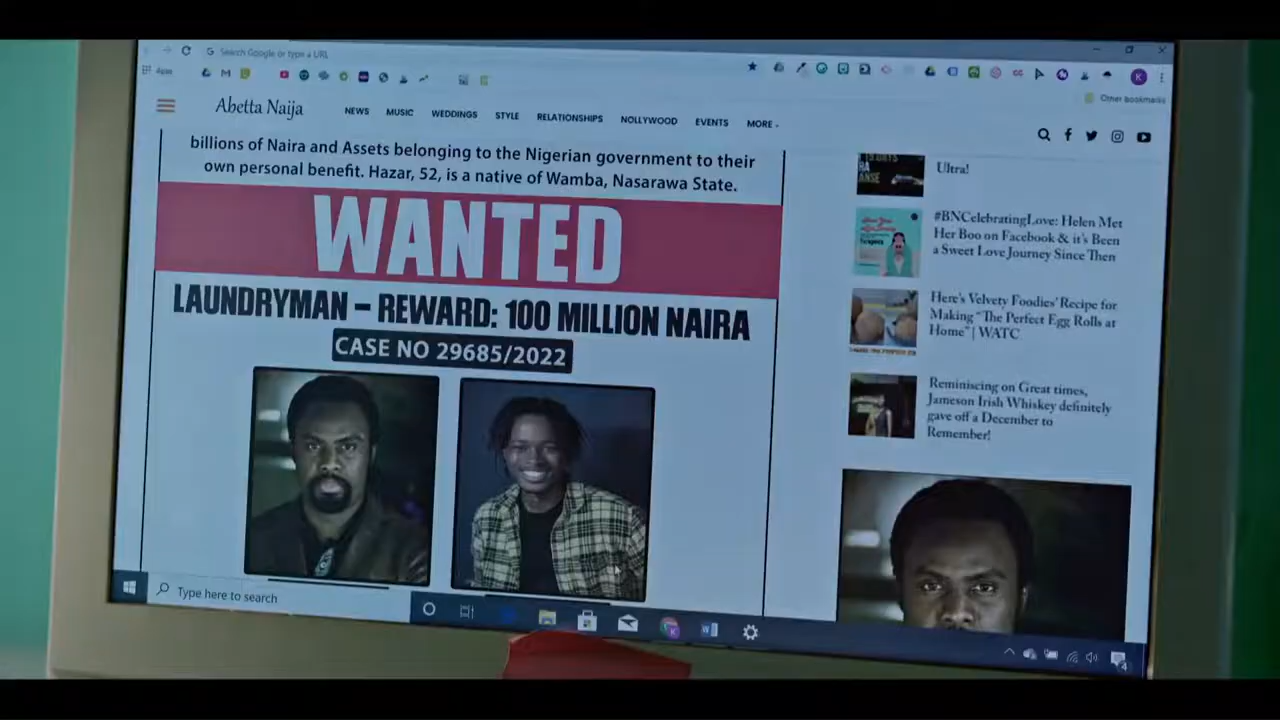 Search Google or type a URL
Apps
Other bookmarks
Abetta Naija
NEWS MUSIC WEDDINGS STYLE RELATIONSHIPS NOLLYWOOD EVENTS MORE
billions of Naira and Assets belonging to the Nigerian government to their
own personal benefit. Hazar, 52, is a native of Wamba, Nasarawa State.
WANTED
LAUNDRYMAN – REWARD: 100 MILLION NAIRA
CASE NO 29685/2022
Ultra!
#BNCelebratingLove: Helen Met
Her Boo on Facebook & it's Been
a Sweet Love Journey Since Then
Here's Velvety Foodies' Recipe for
Making "The Perfect Egg Rolls at
Home" | WATC
Reminiscing on Great times,
Jameson Irish Whiskey definitely
gave off a December to
Remember!
Type here to search